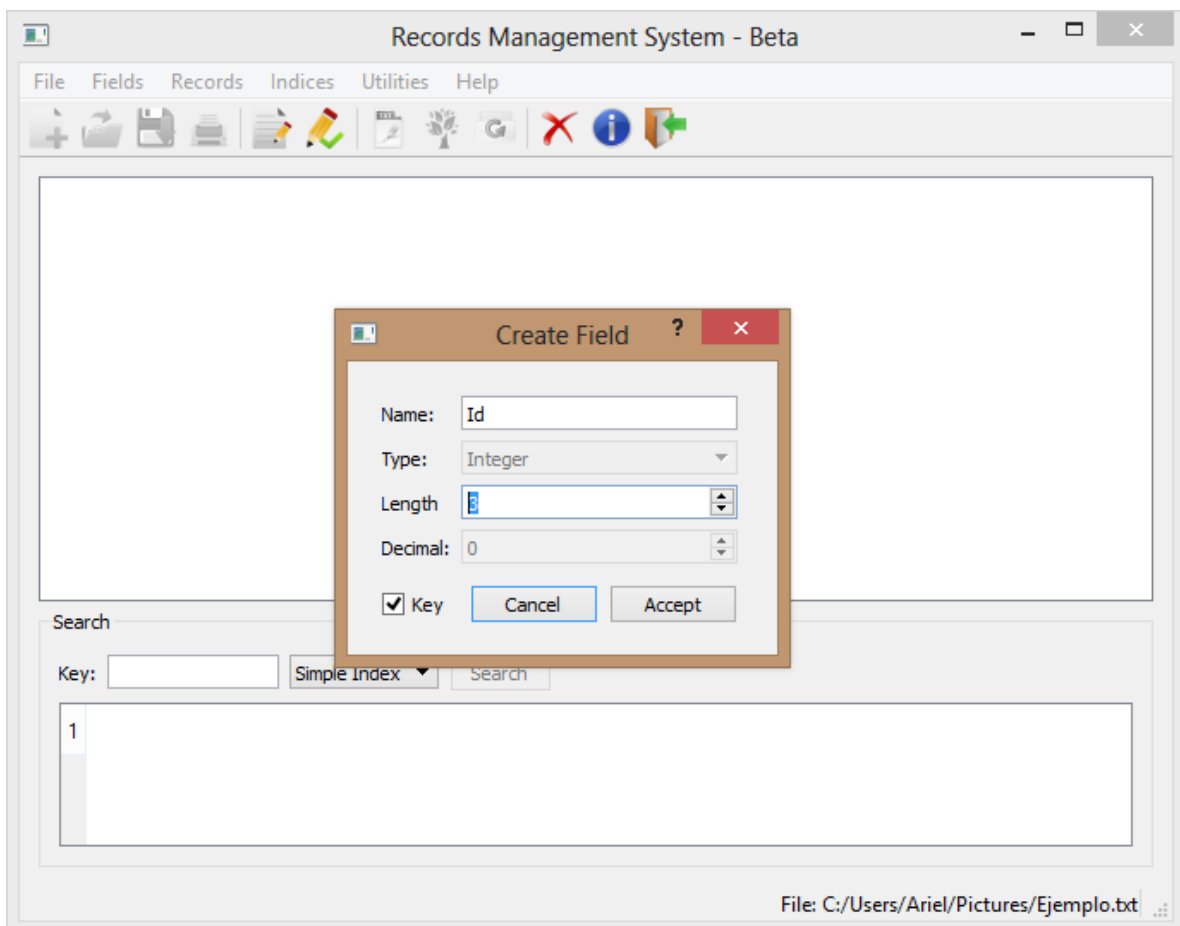 Records Management System - Beta
File Fields Records Indices Utilities Help
Create Field ?
Name: Id
Type: Integer
Length 3
Decimal: 0
Key Cancel Accept
Search
Key: Simple Index Search
1
File: C:/Users/Ariel/Pictures/Ejemplo.txt